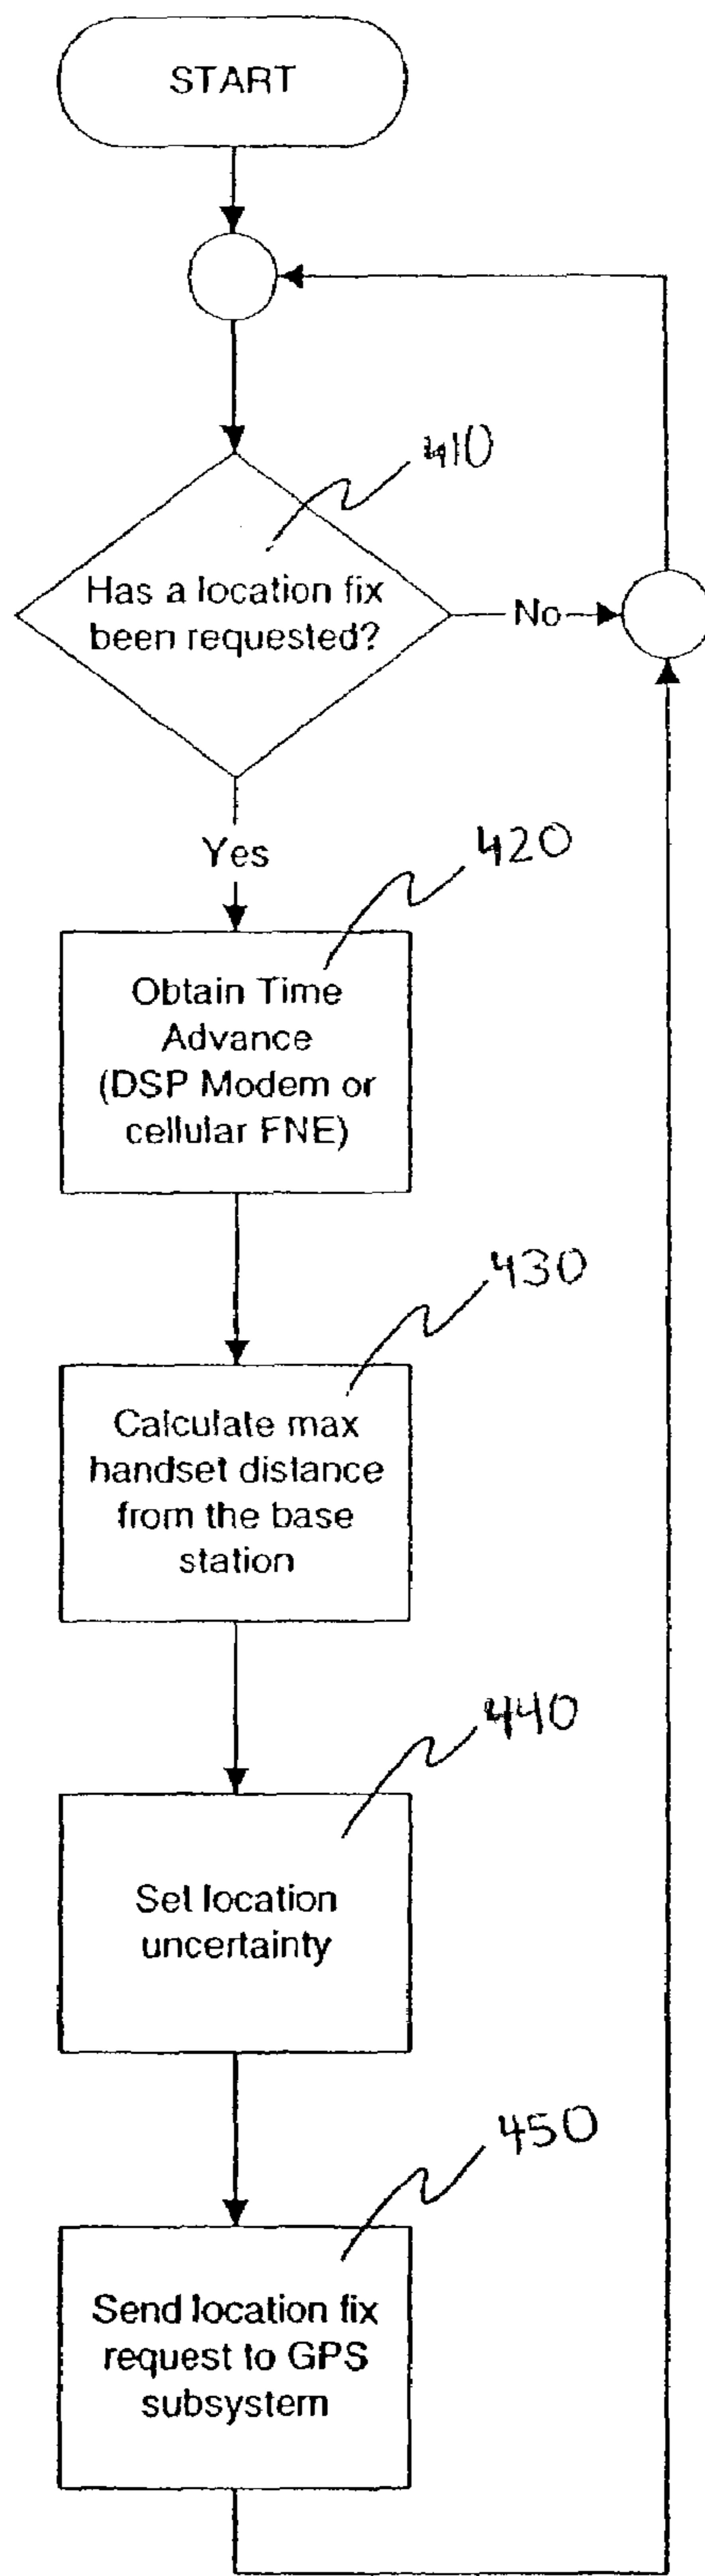 START
410
Has a location fix
been requested?
No
Yes
420
Obtain Time
Advance
(DSP Modem or
cellular FNE)
430
Calculate max
handset distance
from the base
station
440
Set location
uncertainty
450
Send location fix
request to GPS
subsystem